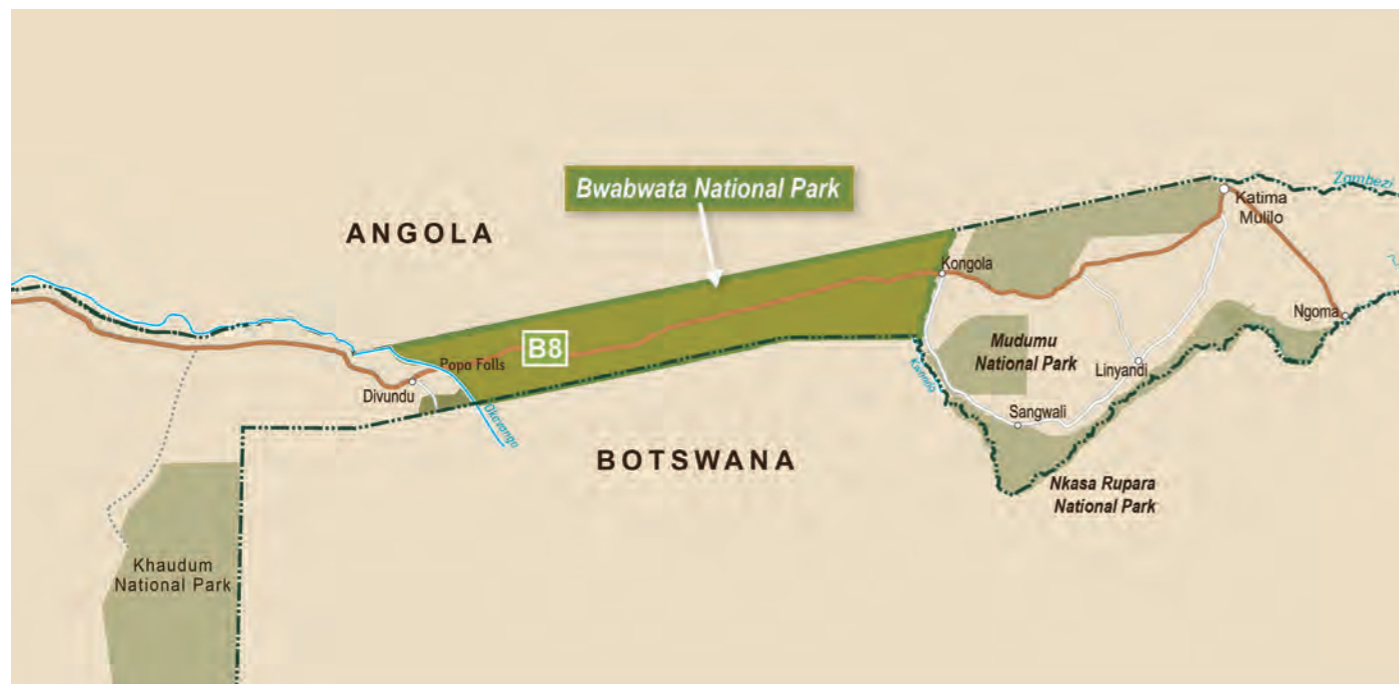 Bwabwata National Park
Zambezi
Katima
Mulilo
ANGOLA
Kongola
Ngoma
B8
Popa Falls
Mudumu
National Park
Linyandi
Divundu
Okavango
Sangwali
BOTSWANA
Nkasa Rupara
National Park
Khaudum
National Park